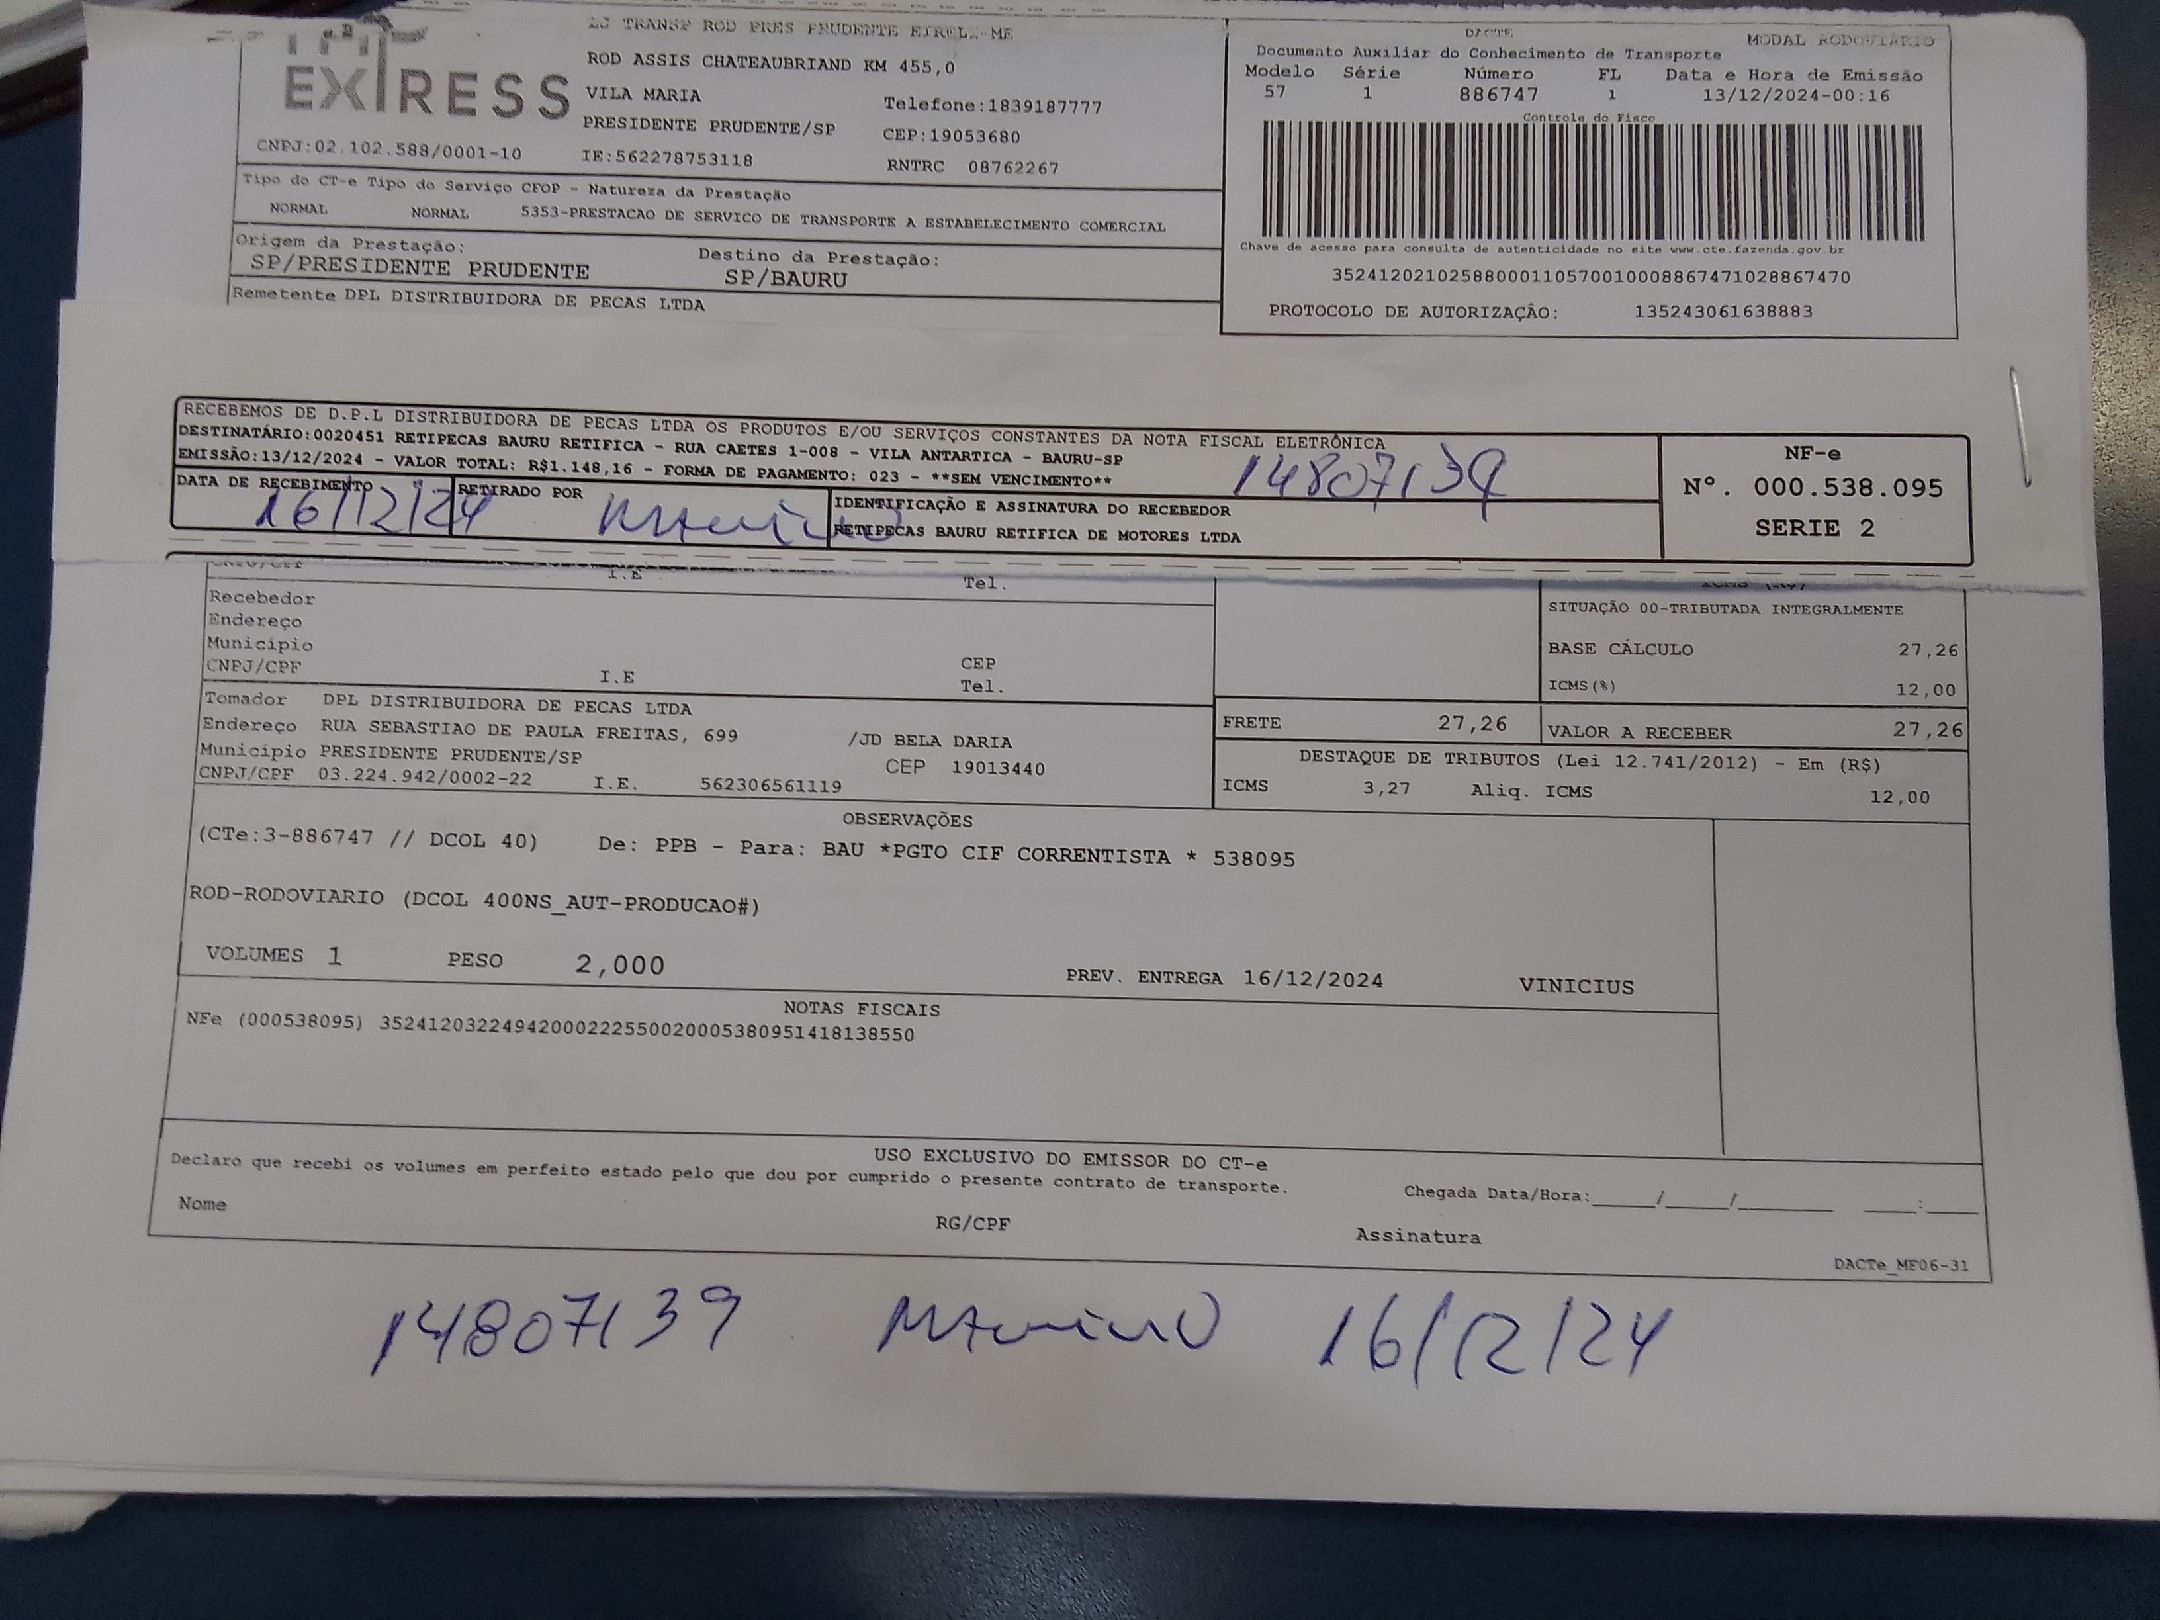 EXPRESS
LC TRANSP ROD PRES PRUDENTE EIRELI-ME
ROD ASSIS CHATEAUBRIAND KM 455,0
VILA MARIA
Telefone:1839187777
PRESIDENTE PRUDENTE/SP CEP:19053680
CNPJ:02.102.588/0001-10 IE:562278753118 RNTRC 08762267
Tipo do CT-e Tipo do Serviço CFOP - Natureza da Prestação
NORMAL NORMAL 5353-PRESTACAO DE SERVICO DE TRANSPORTE A ESTABELECIMENTO COMERCIAL
Origem da Prestação: Destino da Prestação:
SP/PRESIDENTE PRUDENTE SP/BAURU
Remetente DPL DISTRIBUIDORA DE PECAS LTDA
DACTE MODAL RODOVIÁRIO
Documento Auxiliar do Conhecimento de Transporte
Modelo Série Número FL Data e Hora de Emissão
57 1 886747 1 13/12/2024-00:16
Controle do Fisco
Chave de acesso para consulta de autenticidade no site www.cte.fazenda.gov.br
35241202102588000110570010008867471028867470
PROTOCOLO DE AUTORIZAÇÃO: 135243061638883
RECEBEMOS DE D.P.L DISTRIBUIDORA DE PECAS LTDA OS PRODUTOS E/OU SERVIÇOS CONSTANTES DA NOTA FISCAL ELETRÔNICA
DESTINATÁRIO:0020451 RETIPECAS BAURU RETIFICA - RUA CAETES 1-008 - VILA ANTARTICA - BAURU-SP
EMISSÃO:13/12/2024 - VALOR TOTAL: R$1.148,16 - FORMA DE PAGAMENTO: 023 - **SEM VENCIMENTO**
14807139
DATA DE RECEBIMENTO RETIRADO POR IDENTIFICAÇÃO E ASSINATURA DO RECEBEDOR
16/12/24 RETIPECAS BAURU RETIFICA DE MOTORES LTDA
NF-e
Nº. 000.538.095
SERIE 2
CNPJ/CPF I.E Tel.
Recebedor
Endereço
Município
CNPJ/CPF I.E CEP
Tel.
SITUAÇÃO 00-TRIBUTADA INTEGRALMENTE
BASE CÁLCULO 27,26
ICMS(%) 12,00
Tomador DPL DISTRIBUIDORA DE PECAS LTDA
Endereço RUA SEBASTIAO DE PAULA FREITAS, 699 /JD BELA DARIA
Município PRESIDENTE PRUDENTE/SP CEP 19013440
CNPJ/CPF 03.224.942/0002-22 I.E. 562306561119
FRETE 27,26 VALOR A RECEBER 27,26
DESTAQUE DE TRIBUTOS (Lei 12.741/2012) - Em (R$)
ICMS 3,27 Aliq. ICMS 12,00
OBSERVAÇÕES
(CTe:3-886747 // DCOL 40) De: PPB - Para: BAU *PGTO CIF CORRENTISTA * 538095
ROD-RODOVIARIO (DCOL 400NS_AUT-PRODUCAO#)
VOLUMES 1 PESO 2,000 PREV. ENTREGA 16/12/2024 VINICIUS
NOTAS FISCAIS
NFe (000538095) 35241203224942000222550020005380951418138550
USO EXCLUSIVO DO EMISSOR DO CT-e
Declaro que recebi os volumes em perfeito estado pelo que dou por cumprido o presente contrato de transporte.
Chegada Data/Hora:_____/_____/_______ ____:____
Nome RG/CPF Assinatura
DACTe_MF06-31
14807139 16/12/24